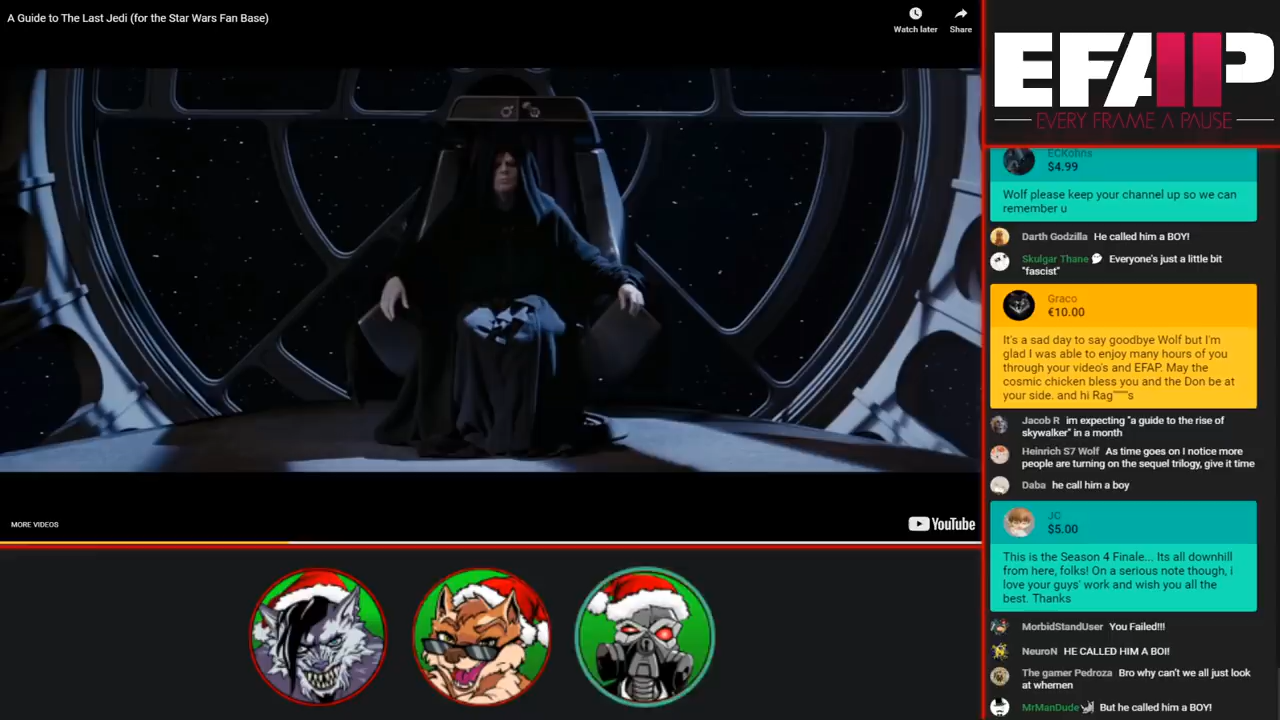 A Guide to The Last Jedi (for the Star Wars Fan Base)
Watch later
Share
MORE VIDEOS
YouTube
EFAP
EVERY FRAME A PAUSE
ECKohns
$4.99
Wolf please keep your channel up so we can
remember u
Darth Godzilla He called him a BOY!
Skulgar Thane Everyone's just a little bit
"fascist"
Graco
€10.00
It's a sad day to say goodbye Wolf but I'm
glad I was able to enjoy many hours of you
through your video's and EFAP. May the
cosmic chicken bless you and the Don be at
your side. and hi Rag"""'s
Jacob R im expecting "a guide to the rise of
skywalker" in a month
Heinrich S7 Wolf As time goes on I notice more
people are turning on the sequel trilogy, give it time
Daba he call him a boy
JC
$5.00
This is the Season 4 Finale... Its all downhill
from here, folks! On a serious note though, i
love your guys' work and wish you all the
best. Thanks
MorbidStandUser You Failed!!!
NeuroN HE CALLED HIM A BOI!
The gamer Pedroza Bro why can't we all just look
at whemen
MrManDude But he called him a BOY!